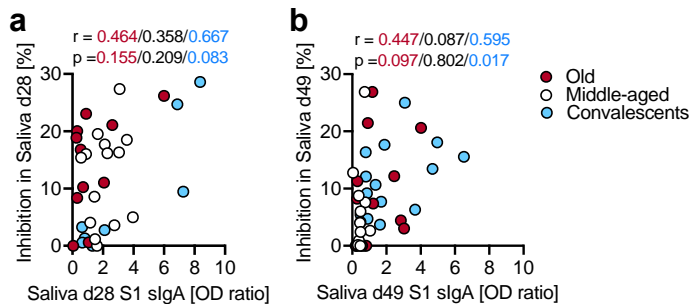 a
r = 0.464/0.358/0.667
p =0.155/0.209/0.083
Inhibition in Saliva d28 [%]
30
20
10
0
0 2 4 6 8 10
Saliva d28 S1 sIgA [OD ratio]
b
r = 0.447/0.087/0.595
p = 0.097/0.802/0.017
Inhibition in Saliva d49 [%]
30
20
10
0
0 2 4 6 8 10
Saliva d49 S1 sIgA [OD ratio]
Old
Middle-aged
Convalescents